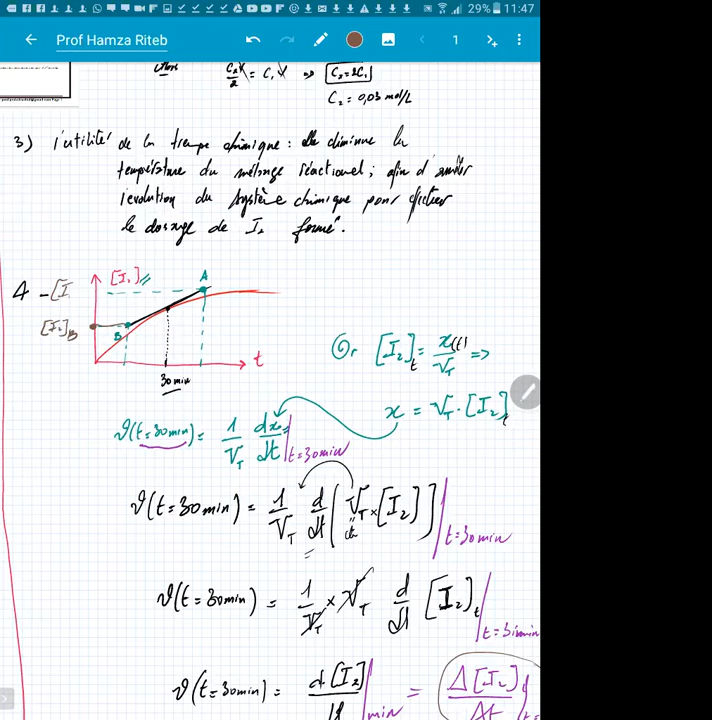 29% 11:47
Prof Hamza Riteb
1
C₂V/2 = C₁V => C₂=2C₁
C₂ = 0,03 mol/L
3) l'utilité de la trempe chimique : elle diminue la
température du mélange réactionnel ; afin d'
l'évolution du système chimique pour
le dosage de I₂ formé.
4 -[I
[I₂]
A
[I₂]B
B
t
30 min
Or [I₂]t = x(t)/VT =>
x = VT . [I₂]t
ϑ(t=30min) = 1/VT dx/dt | t=30min
ϑ(t=30min) = 1/VT d/dt ( VT × [I₂] ) | t=30min
ϑ(t=30min) = 1/VT × VT d/dt [I₂]t | t=30min
ϑ(t=30min) = d[I₂]/dt | min = Δ[I₂]/Δt